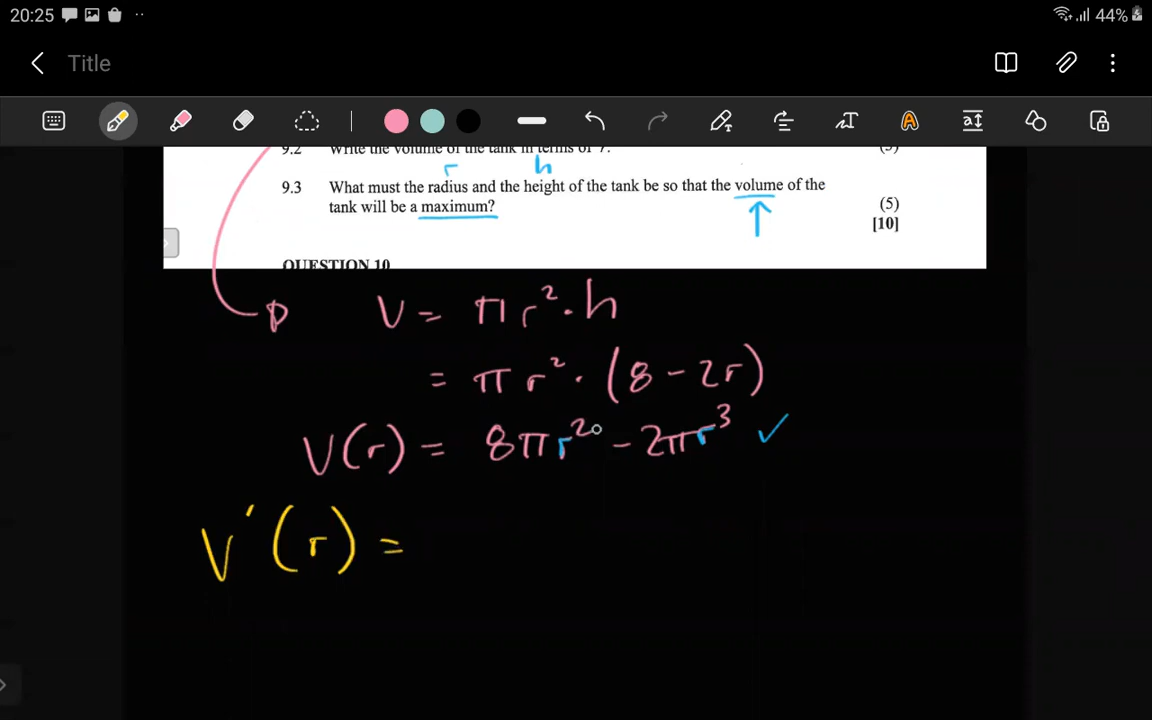 20:25 44%
Title
9.2 Write the volume of the tank in terms of r. (3)
r h
9.3 What must the radius and the height of the tank be so that the volume of the
tank will be a maximum? (5)
[10]
QUESTION 10
V = πr².h
= πr².(8 - 2r)
V(r) = 8πr² - 2πr³ ✓
V'(r) =